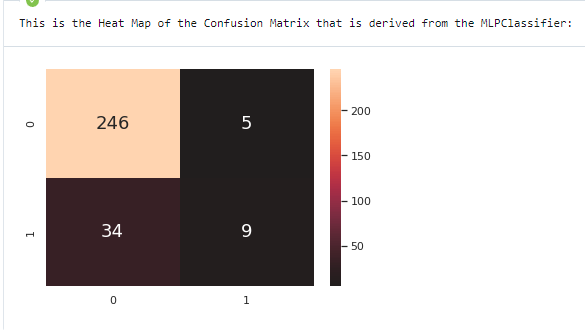 This is the Heat Map of the Confusion Matrix that is derived from the MLPClassifier:
0 246 5
1 34 9
0 1
200
150
100
50